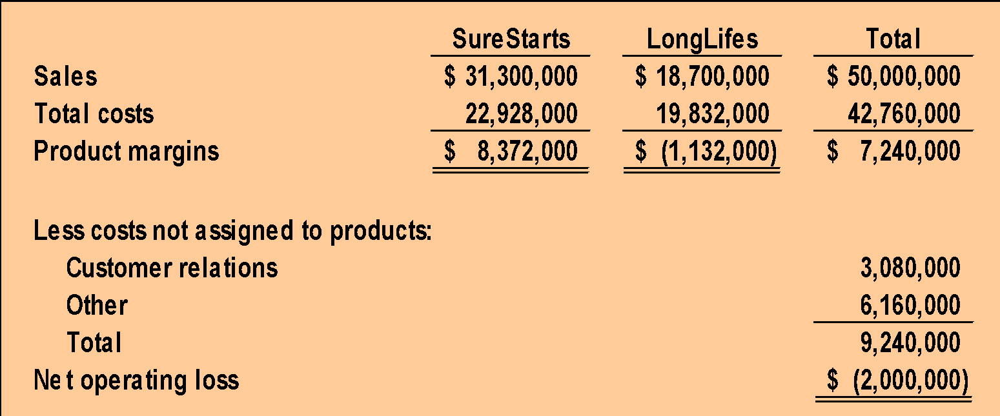 SureStarts LongLifes Total
Sales $ 31,300,000 $ 18,700,000 $ 50,000,000
Total costs 22,928,000 19,832,000 42,760,000
Product margins $ 8,372,000 $ (1,132,000) $ 7,240,000
Less costs not assigned to products:
Customer relations 3,080,000
Other 6,160,000
Total 9,240,000
Net operating loss $ (2,000,000)